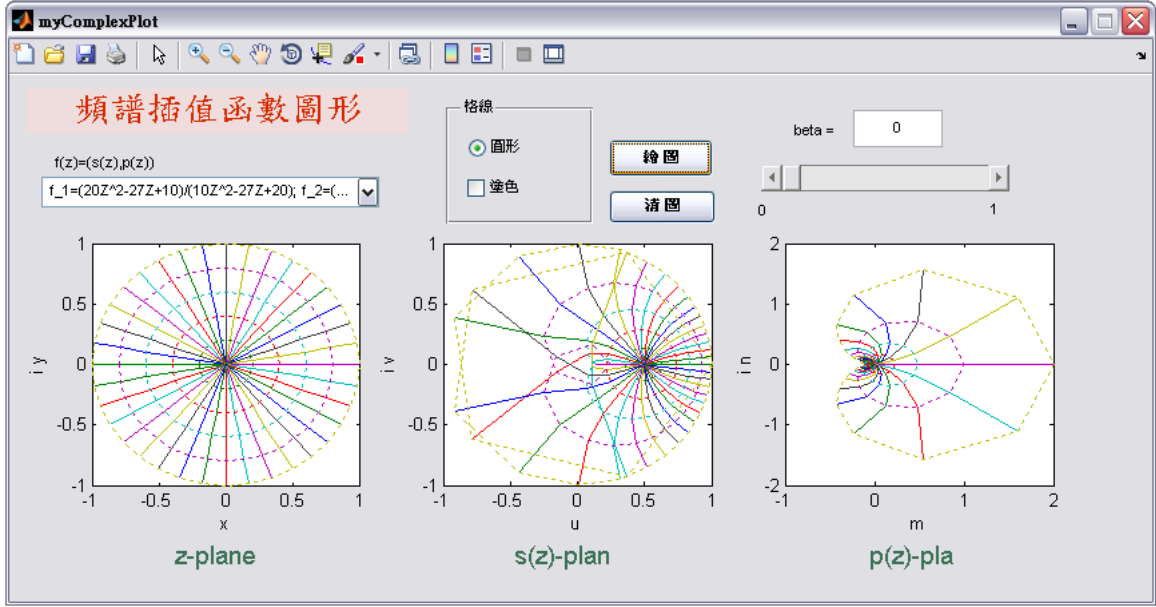 myComplexPlot
頻譜插值函數圖形
f(z)=(s(z),p(z))
f_1=(20Z^2-27Z+10)/(10Z^2-27Z+20); f_2=(...
格線
圓形
塗色
繪圖
清圖
beta =
0
0
1
1
0.5
0
-0.5
-1
i y
-1
-0.5
0
0.5
1
x
z-plane
1
0.5
0
-0.5
-1
i v
-1
-0.5
0
0.5
1
u
s(z)-plan
2
1
0
-1
-2
i n
-1
0
1
2
m
p(z)-pla